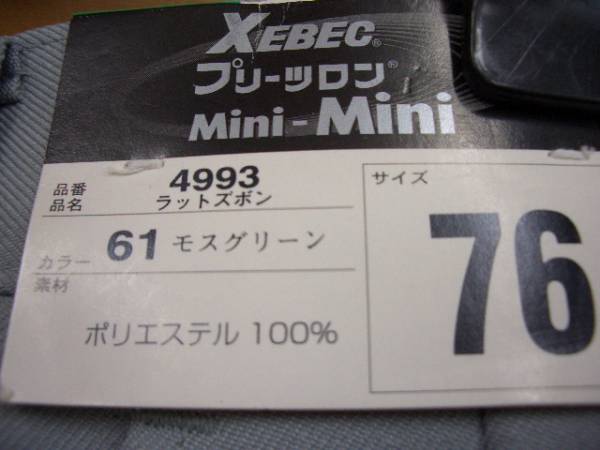 XEBEC®
プリーツロン®
Mini-Mini
品番 4993
品名 ラットズボン
カラー 61 モスグリーン
素材
ポリエステル 100%
サイズ
76